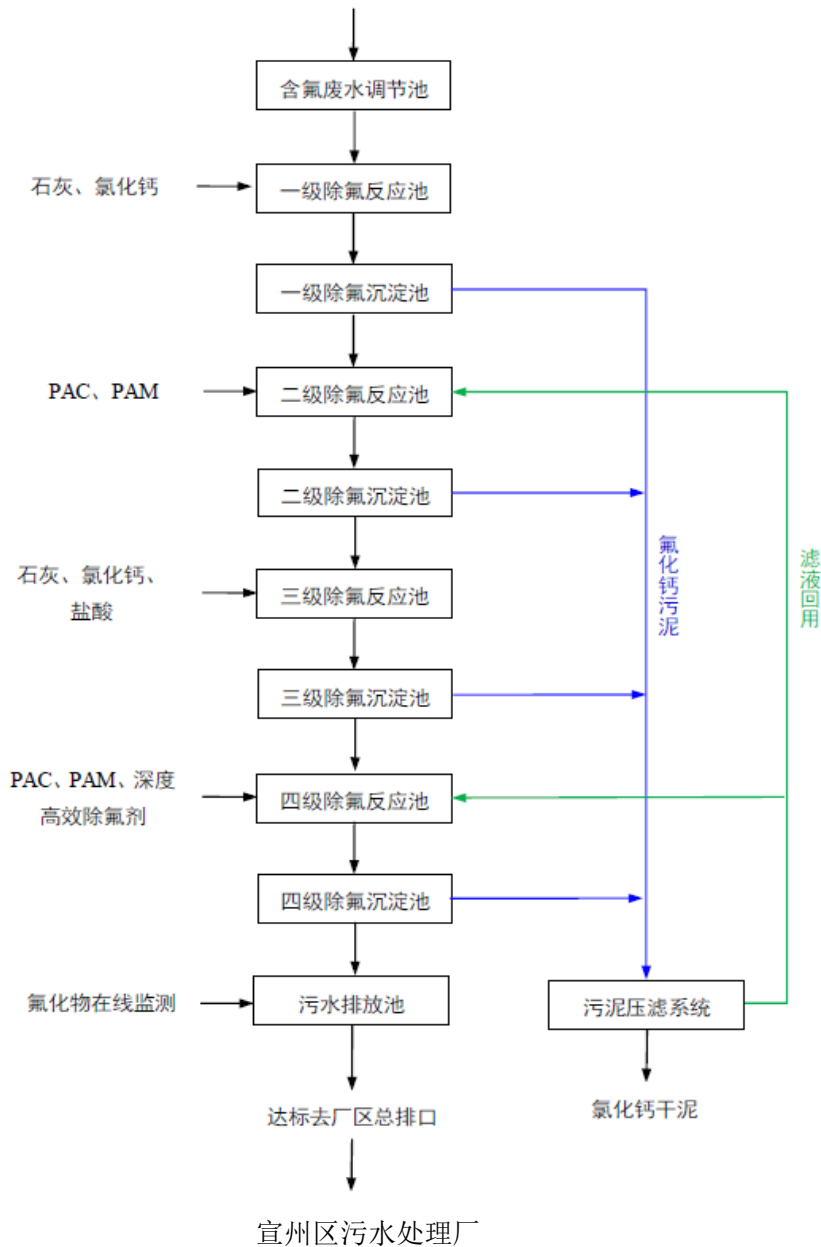 含氟废水调节池
石灰、氯化钙
一级除氟反应池
一级除氟沉淀池
PAC、PAM
二级除氟反应池
二级除氟沉淀池
氟化钙污泥
滤液回用
石灰、氯化钙、
盐酸
三级除氟反应池
三级除氟沉淀池
PAC、PAM、深度
高效除氟剂
四级除氟反应池
四级除氟沉淀池
氟化物在线监测
污水排放池
污泥压滤系统
达标去厂区总排口
氯化钙干泥
宣州区污水处理厂